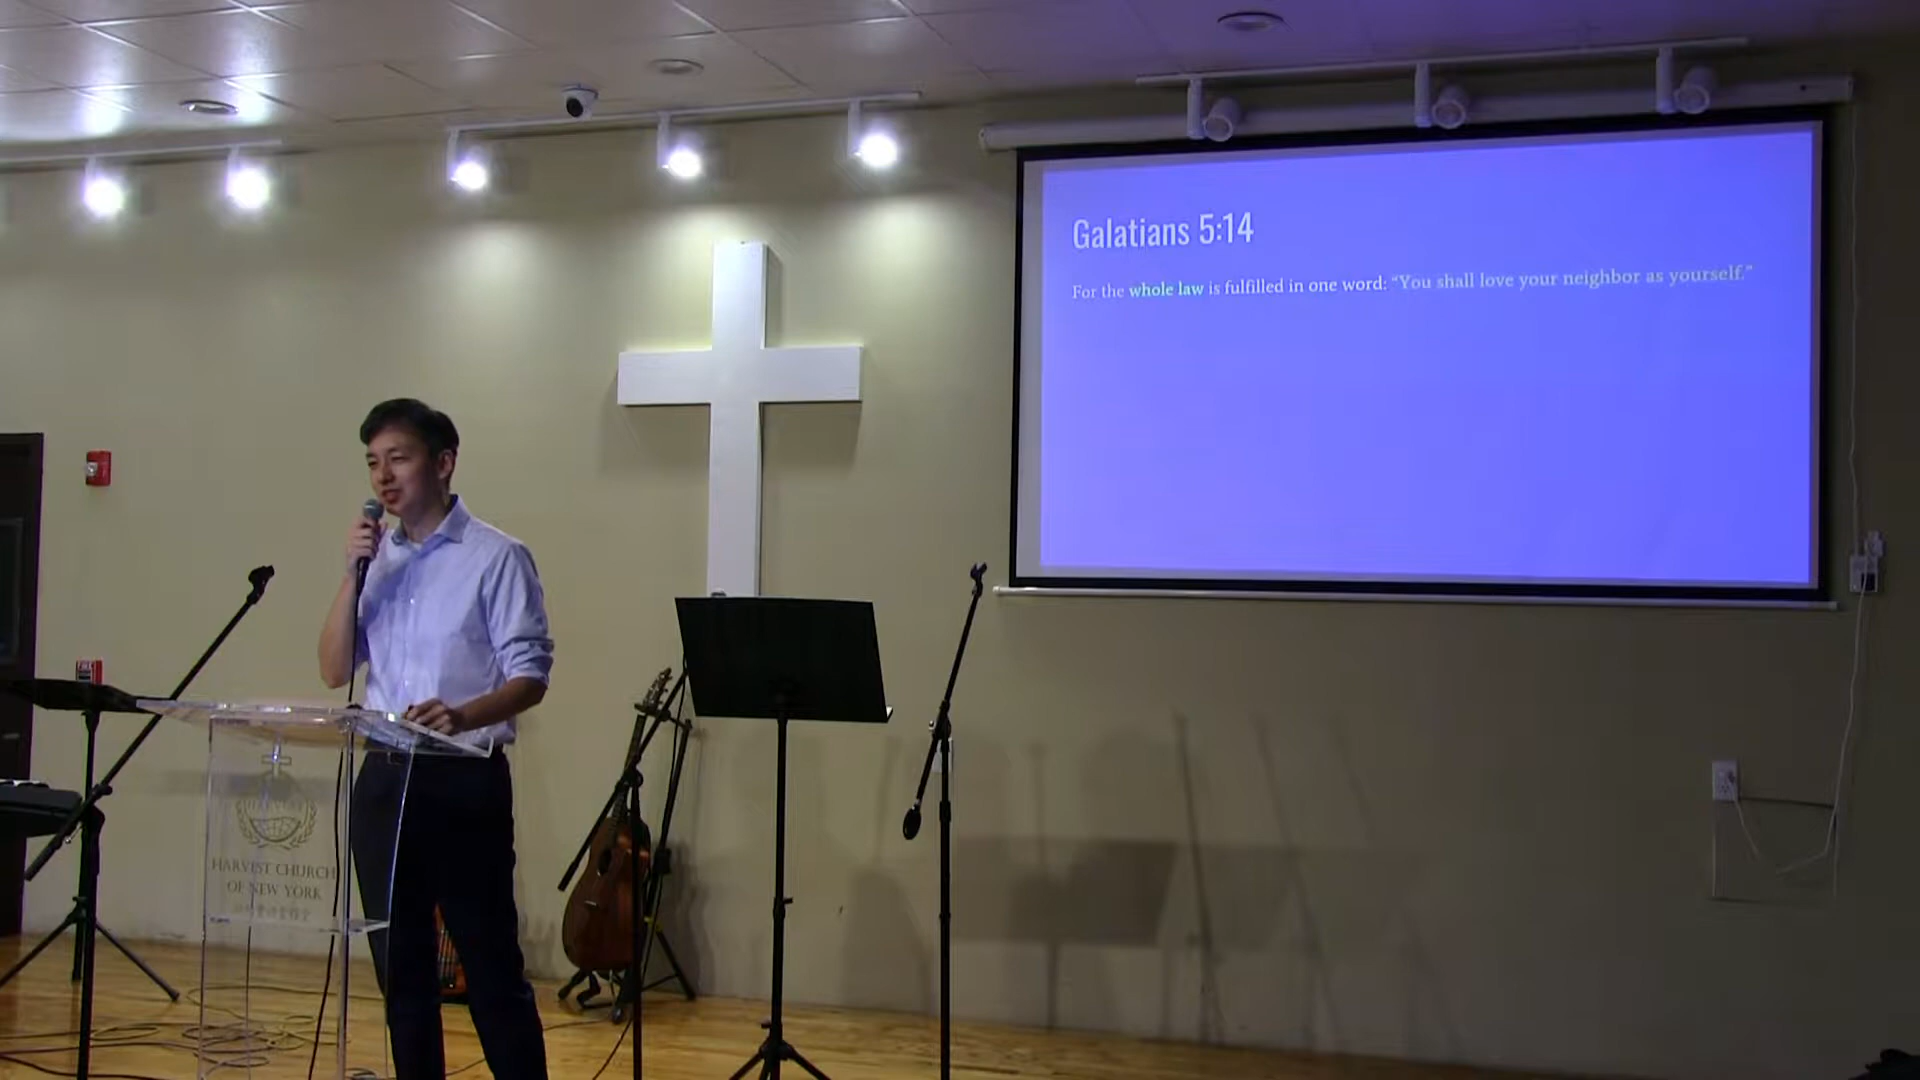 Galatians 5:14
For the whole law is fulfilled in one word: “You shall love your neighbor as yourself.”
HARVEST CHURCH
OF NEW YORK